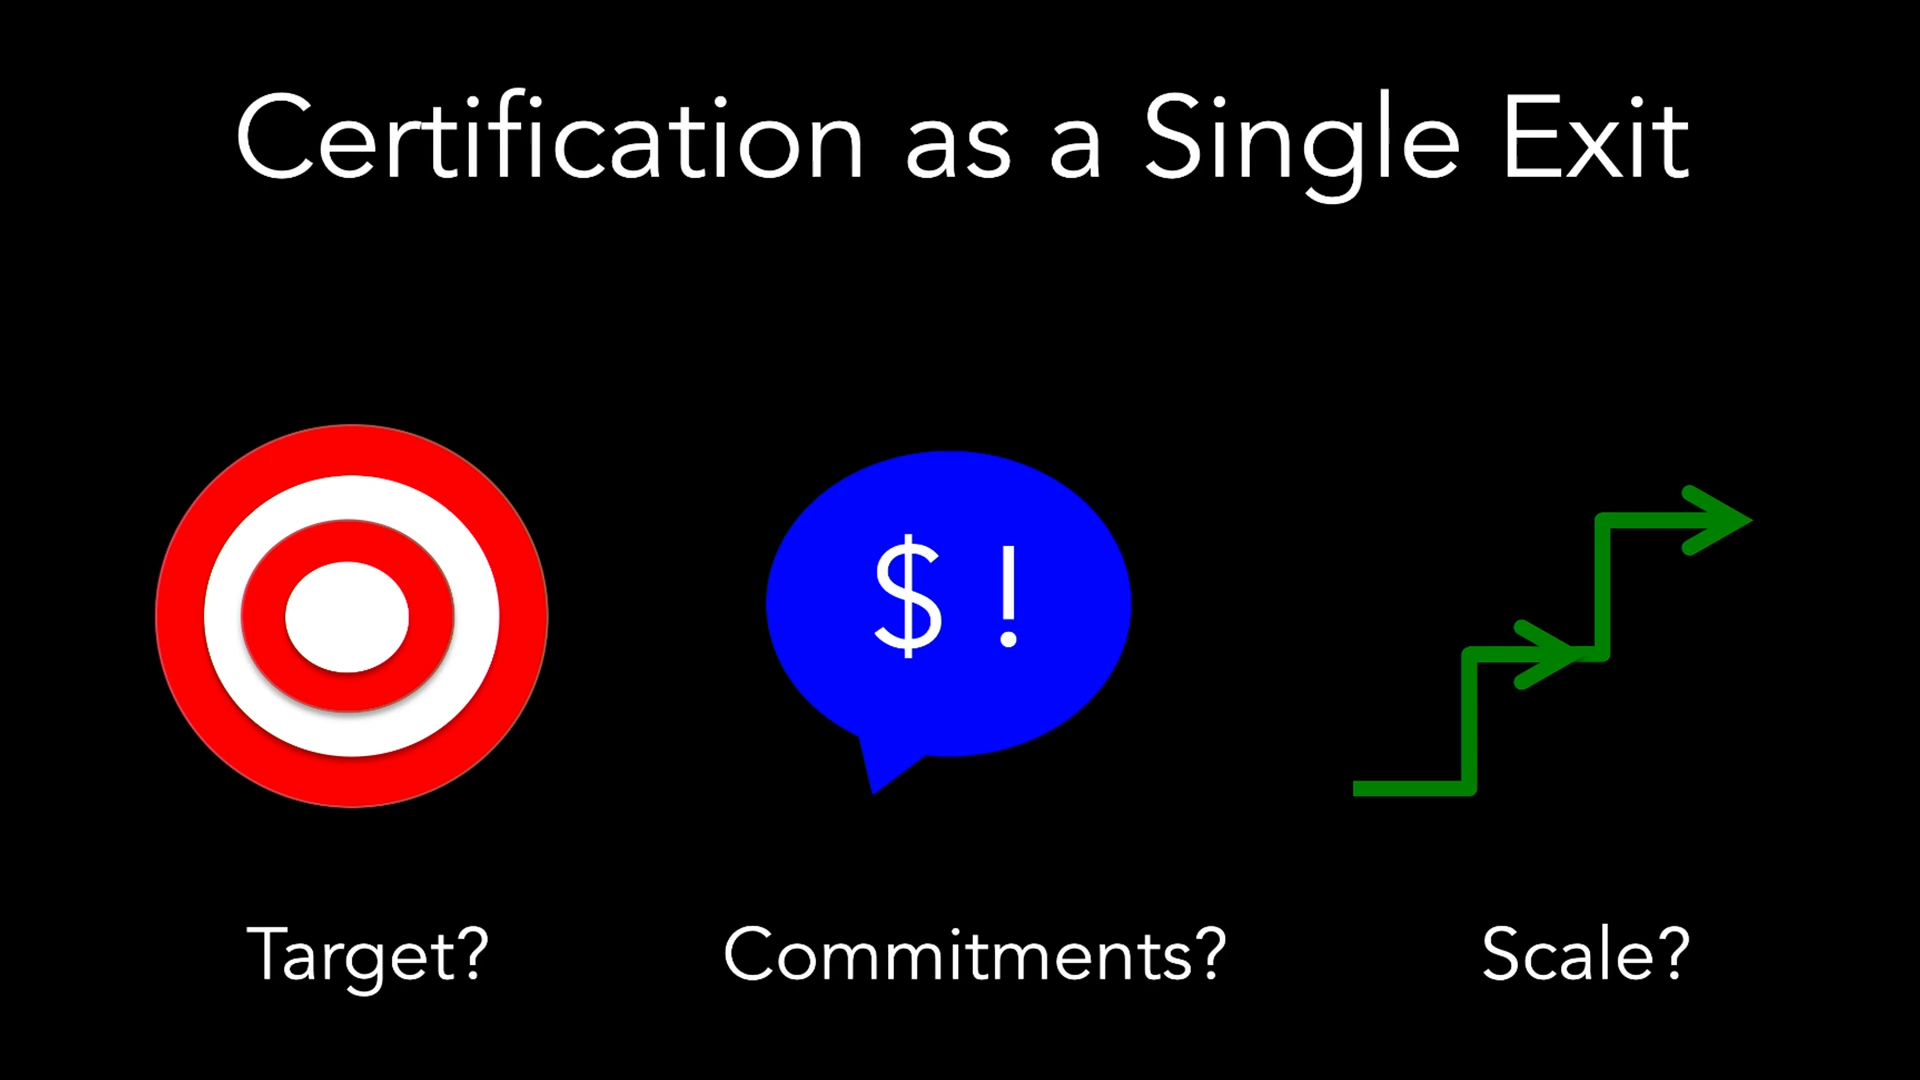 Certification as a Single Exit
$ !
Target?
Commitments?
Scale?